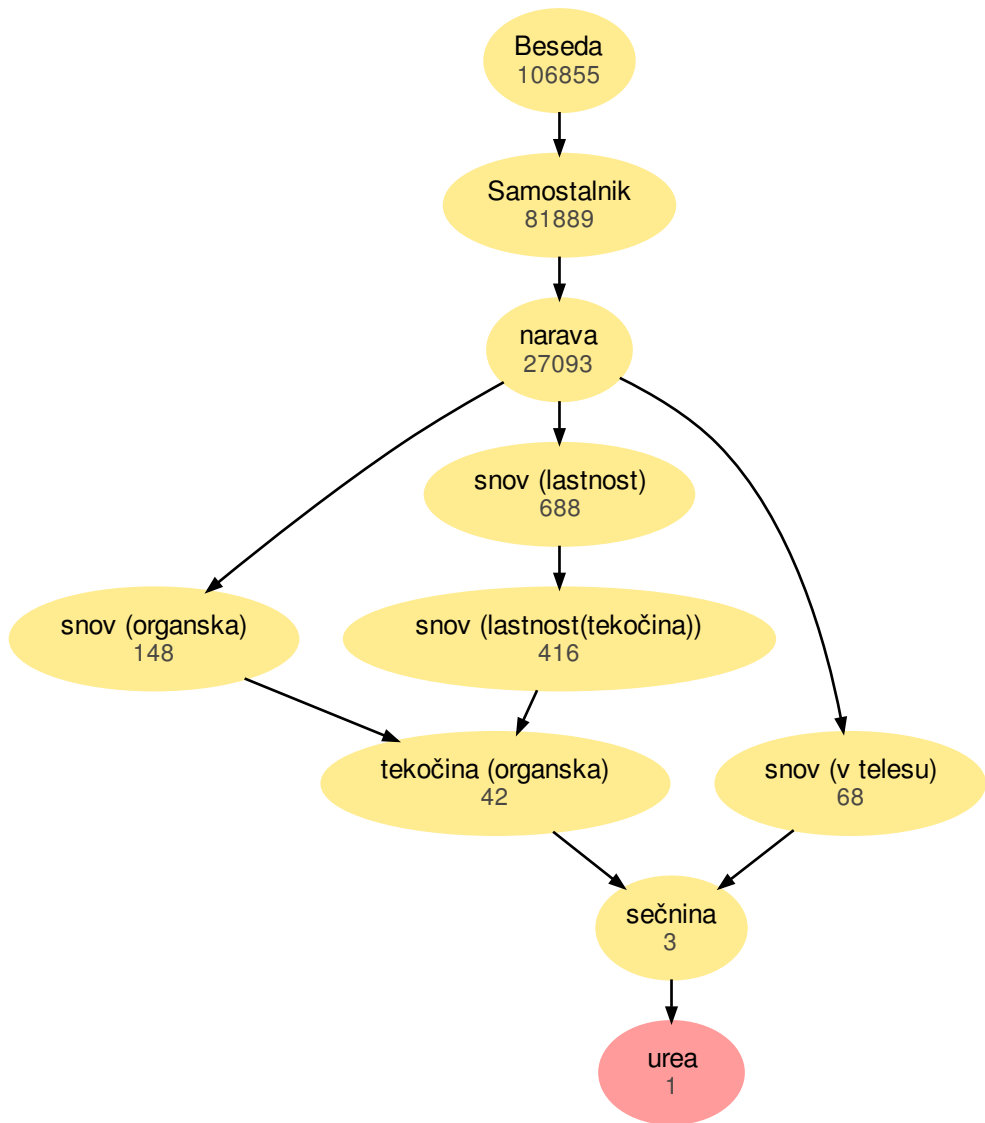 Beseda
106855
Samostalnik
81889
narava
27093
snov (lastnost)
688
snov (organska)
148
snov (lastnost(tekočina))
416
tekočina (organska)
42
snov (v telesu)
68
sečnina
3
urea
1